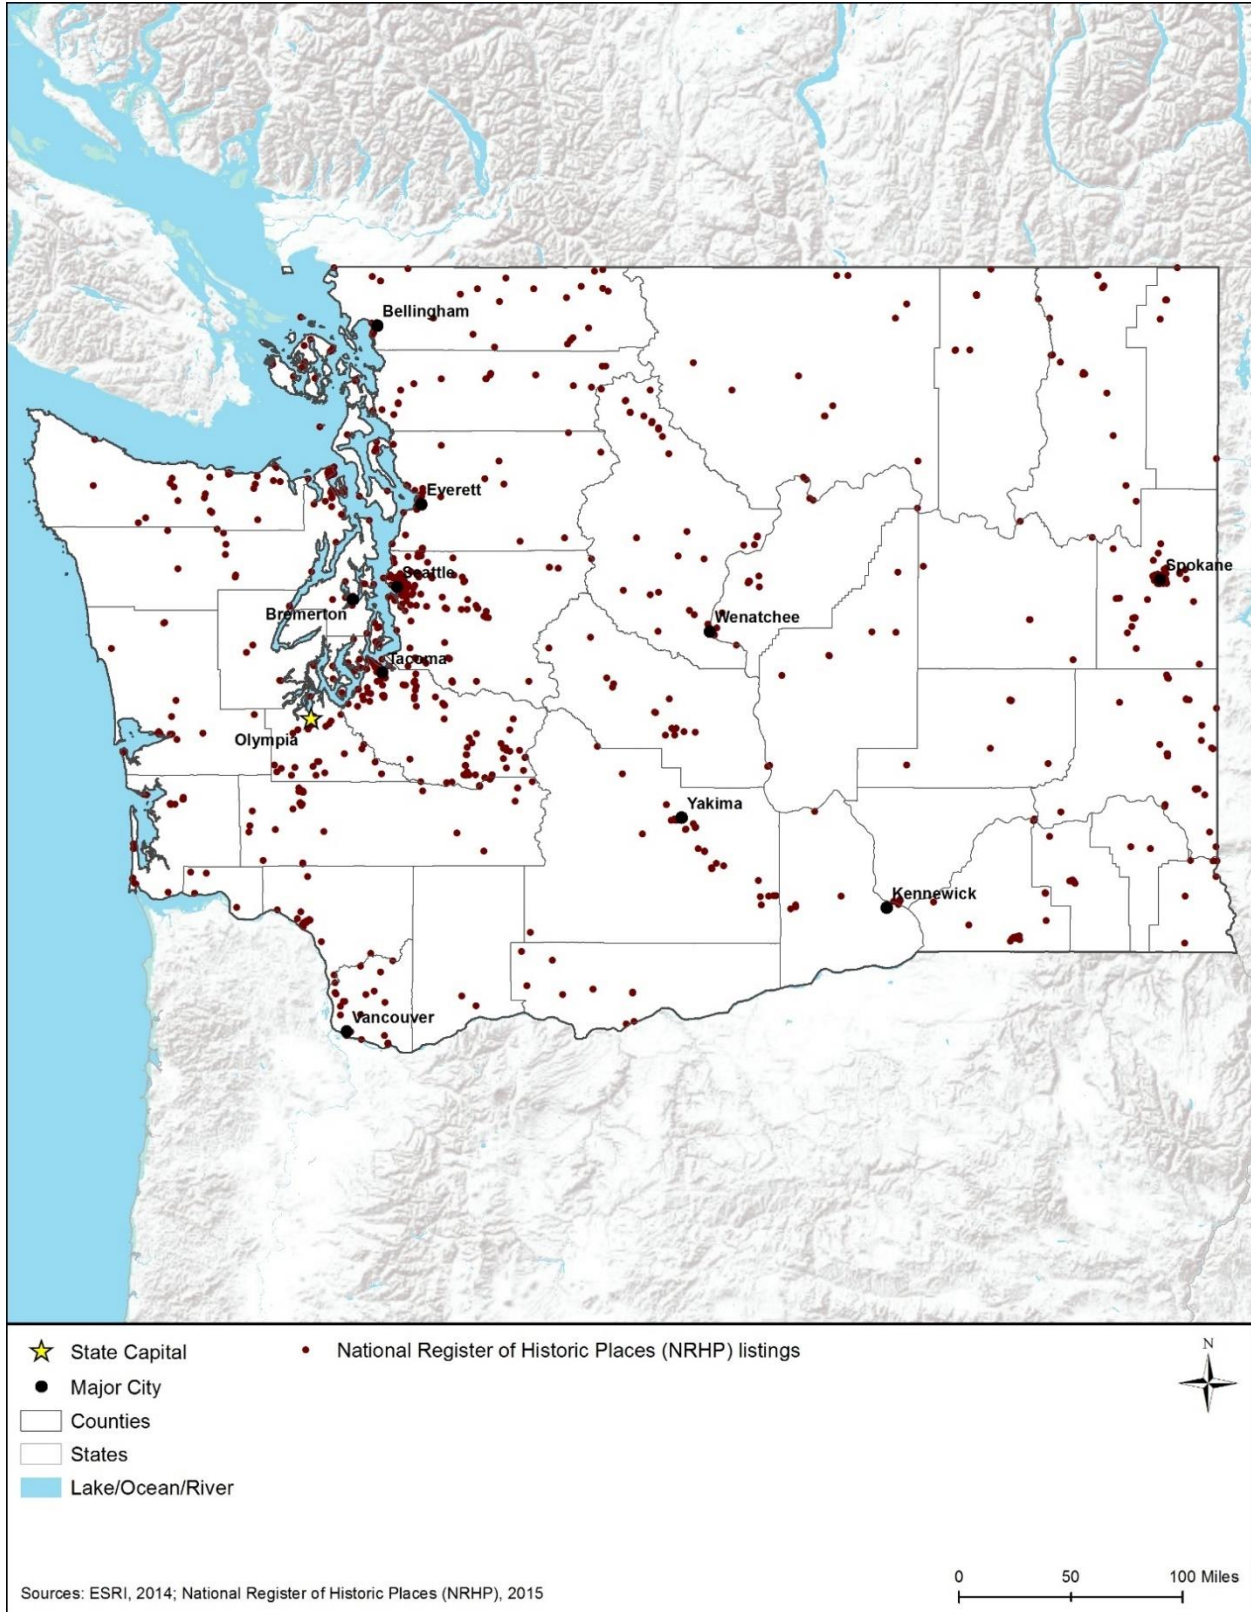 Bellingham
Everett
Seattle
Spokane
Bremerton
Wenatchee
Tacoma
Olympia
Yakima
Kennewick
Vancouver
State Capital
National Register of Historic Places (NRHP) listings
N
Major City
Counties
States
Lake/Ocean/River
Sources: ESRI, 2014; National Register of Historic Places (NRHP), 2015
0 50 100 Miles